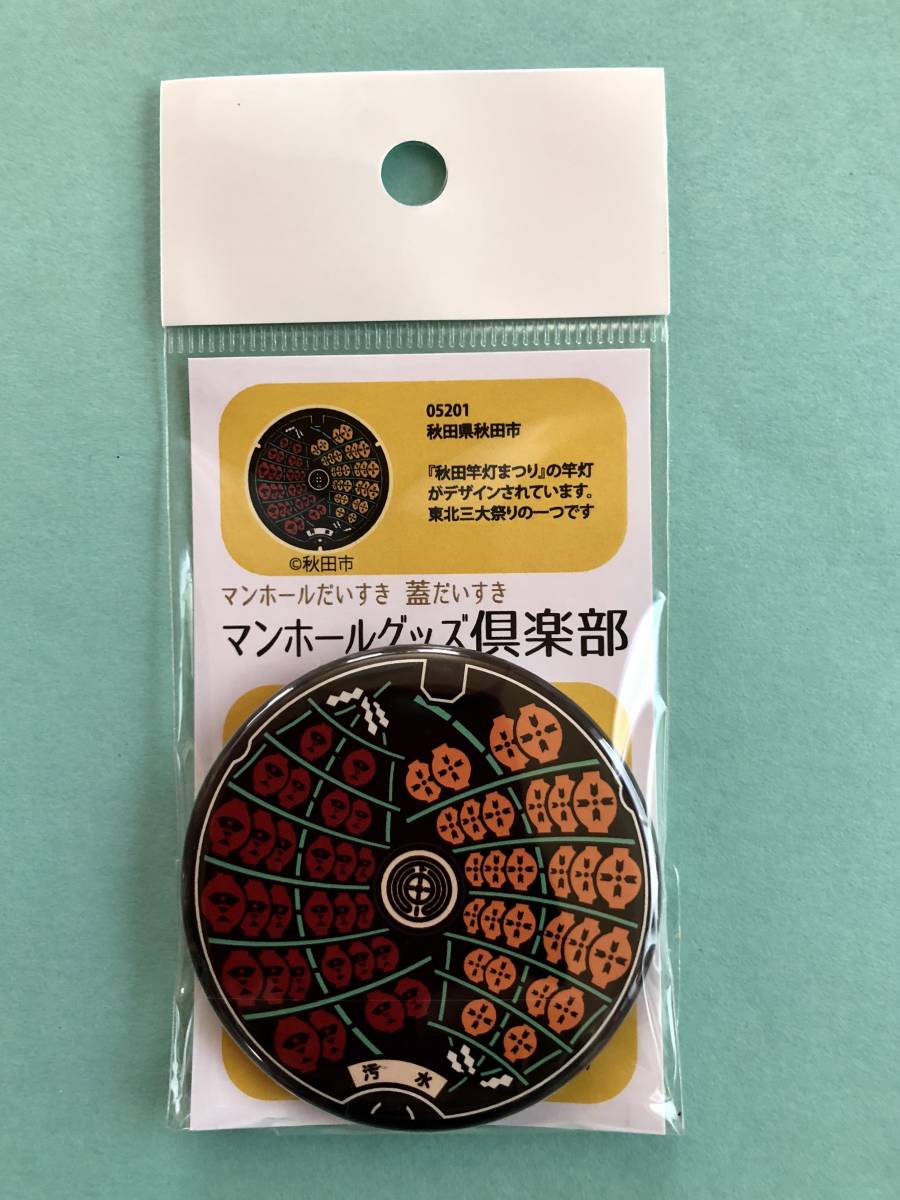 05201
秋田県秋田市
『秋田竿灯まつり』の竿灯
がデザインされています。
東北三大祭りの一つです
©秋田市
マンホールだいすき 蓋だいすき
マンホールグッズ倶楽部
汚 水